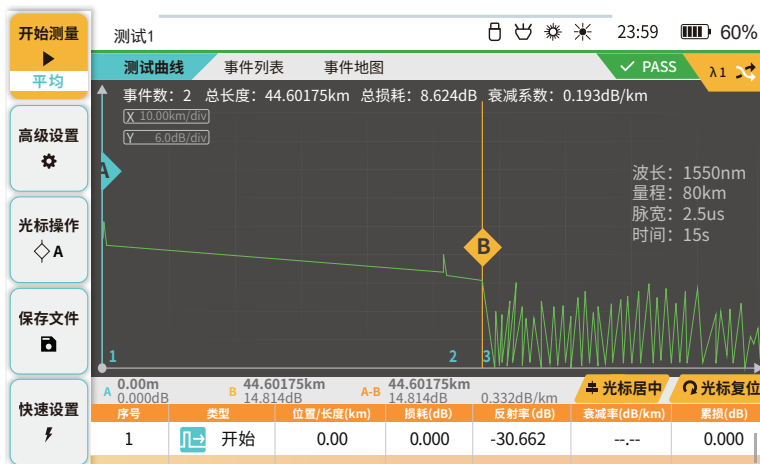 开始测量
平均
高级设置
光标操作
A
保存文件
快速设置
测试1
23:59
60%
测试曲线 事件列表 事件地图
PASS
λ1
事件数: 2 总长度: 44.60175km 总损耗: 8.624dB 衰减系数: 0.193dB/km
X 10.00km/div
Y 6.0dB/div
A
波长: 1550nm
量程: 80km
脉宽: 2.5us
时间: 15s
B
1 2 3
A 0.00m B 44.60175km A-B 44.60175km
0.000dB 14.814dB 14.814dB 0.332dB/km
光标居中 光标复位
序号 类型 位置/长度(km) 损耗(dB) 反射率(dB) 衰减率(dB/km) 累损(dB)
1 开始 0.00 0.000 -30.662 --.-- 0.000